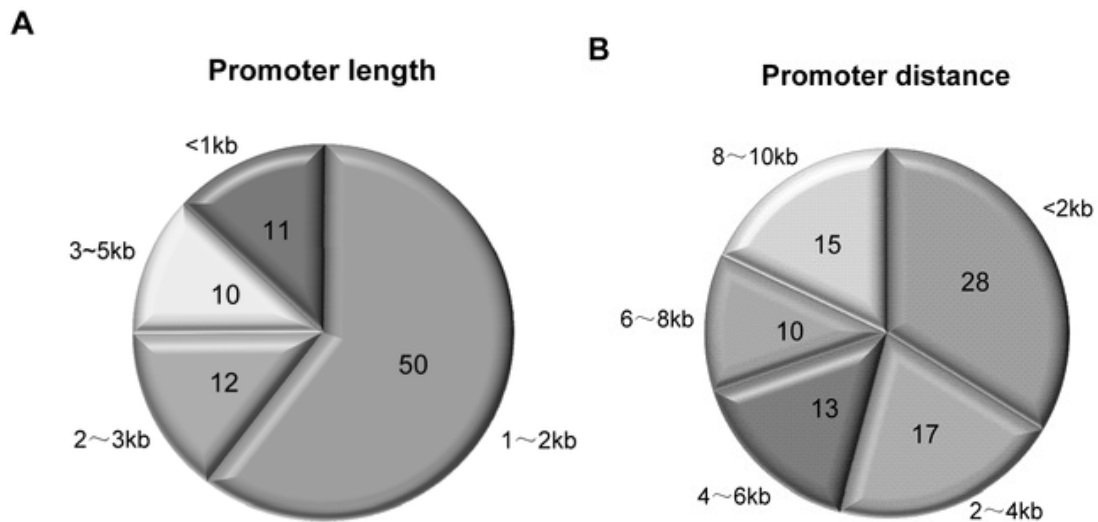 A
Promoter length
<1kb
3~5kb
11
10
12
50
2～3kb
1～2kb
B
Promoter distance
8～10kb
<2kb
15
28
6～8kb
10
13
17
4～6kb
2～4kb